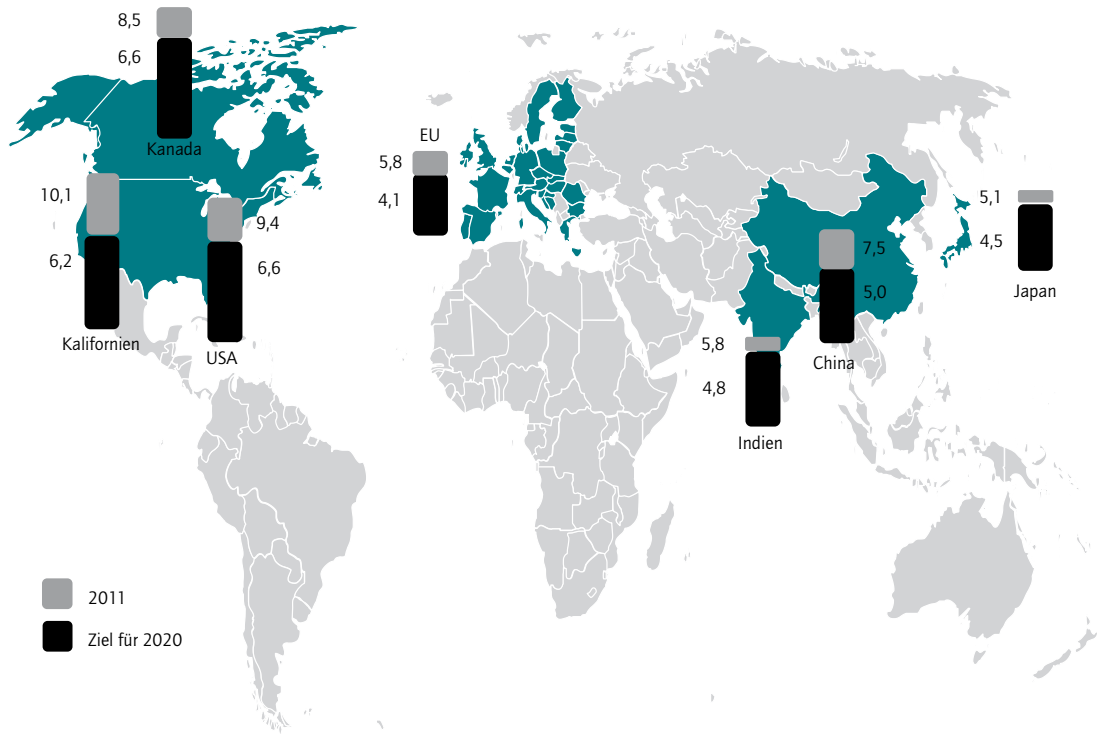 8,5
6,6
Kanada
10,1
6,2
Kalifornien
9,4
6,6
USA
EU
5,8
4,1
5,8
4,8
Indien
7,5
5,0
China
5,1
4,5
Japan
2011
Ziel für 2020